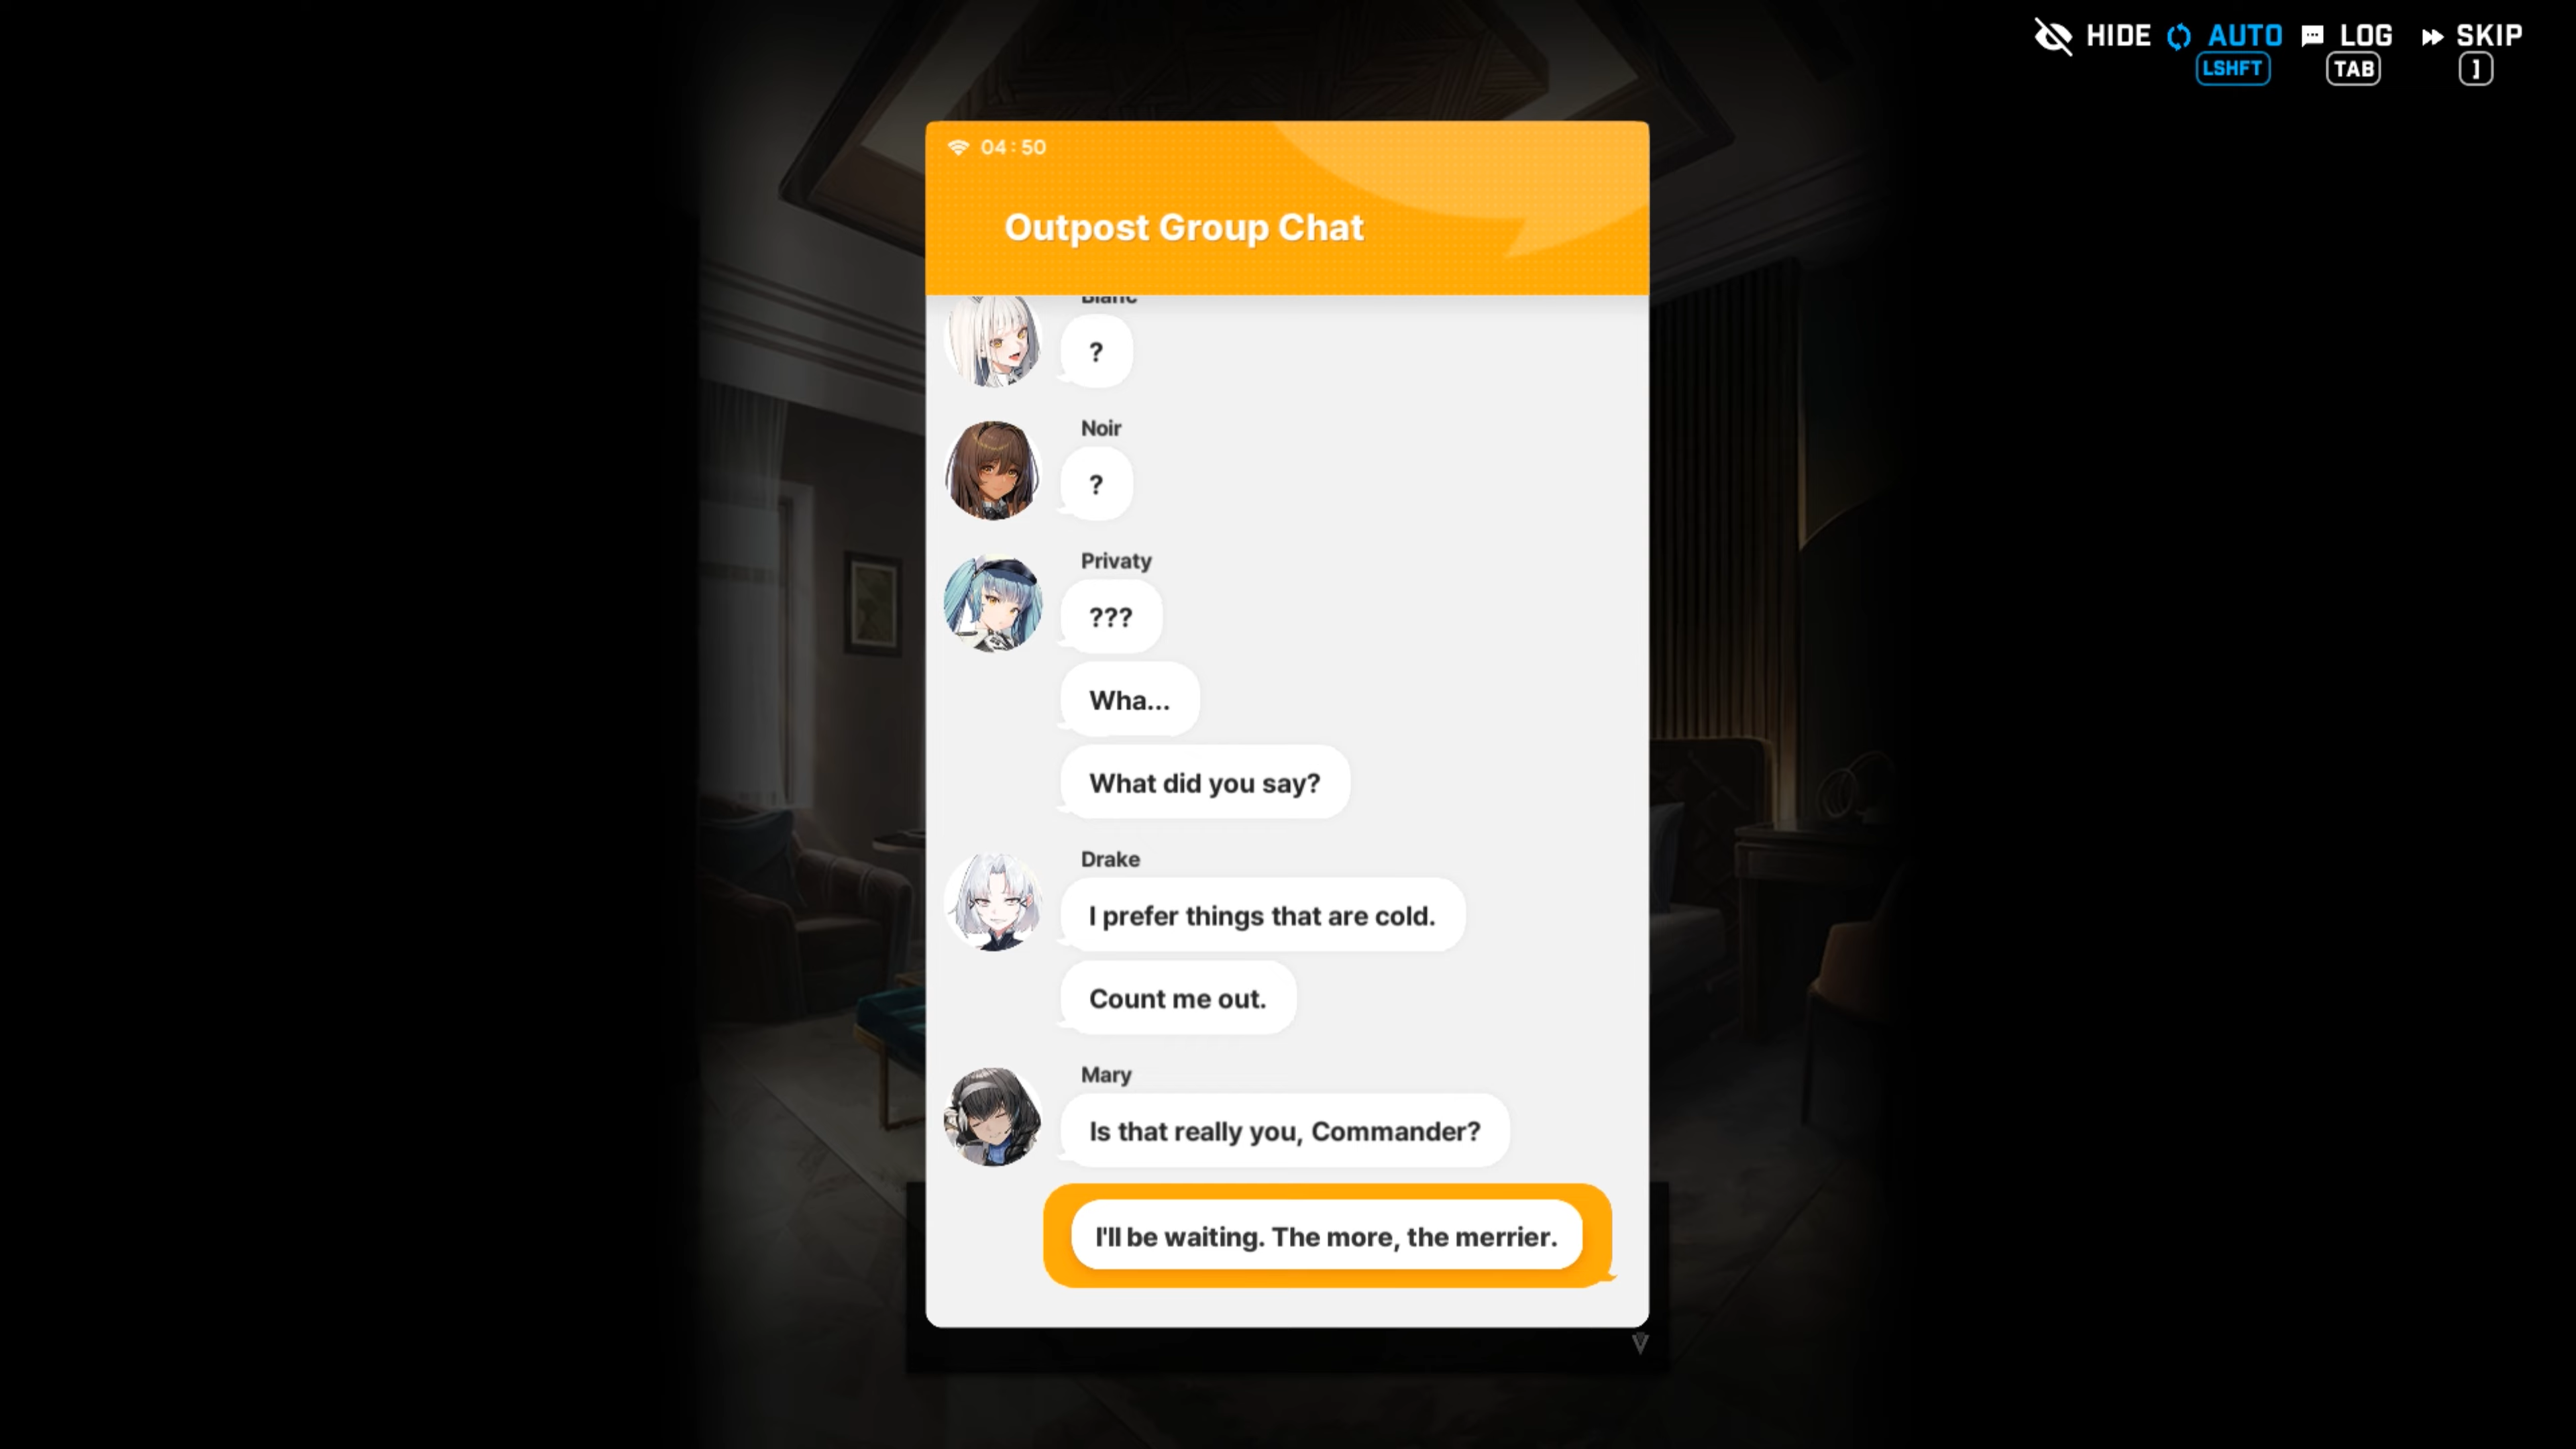 HIDE AUTO LOG SKIP
LSHFT TAB ]
04:50
Outpost Group Chat
Blanc
?
Noir
?
Privaty
???
Wha...
What did you say?
Drake
I prefer things that are cold.
Count me out.
Mary
Is that really you, Commander?
I'll be waiting. The more, the merrier.